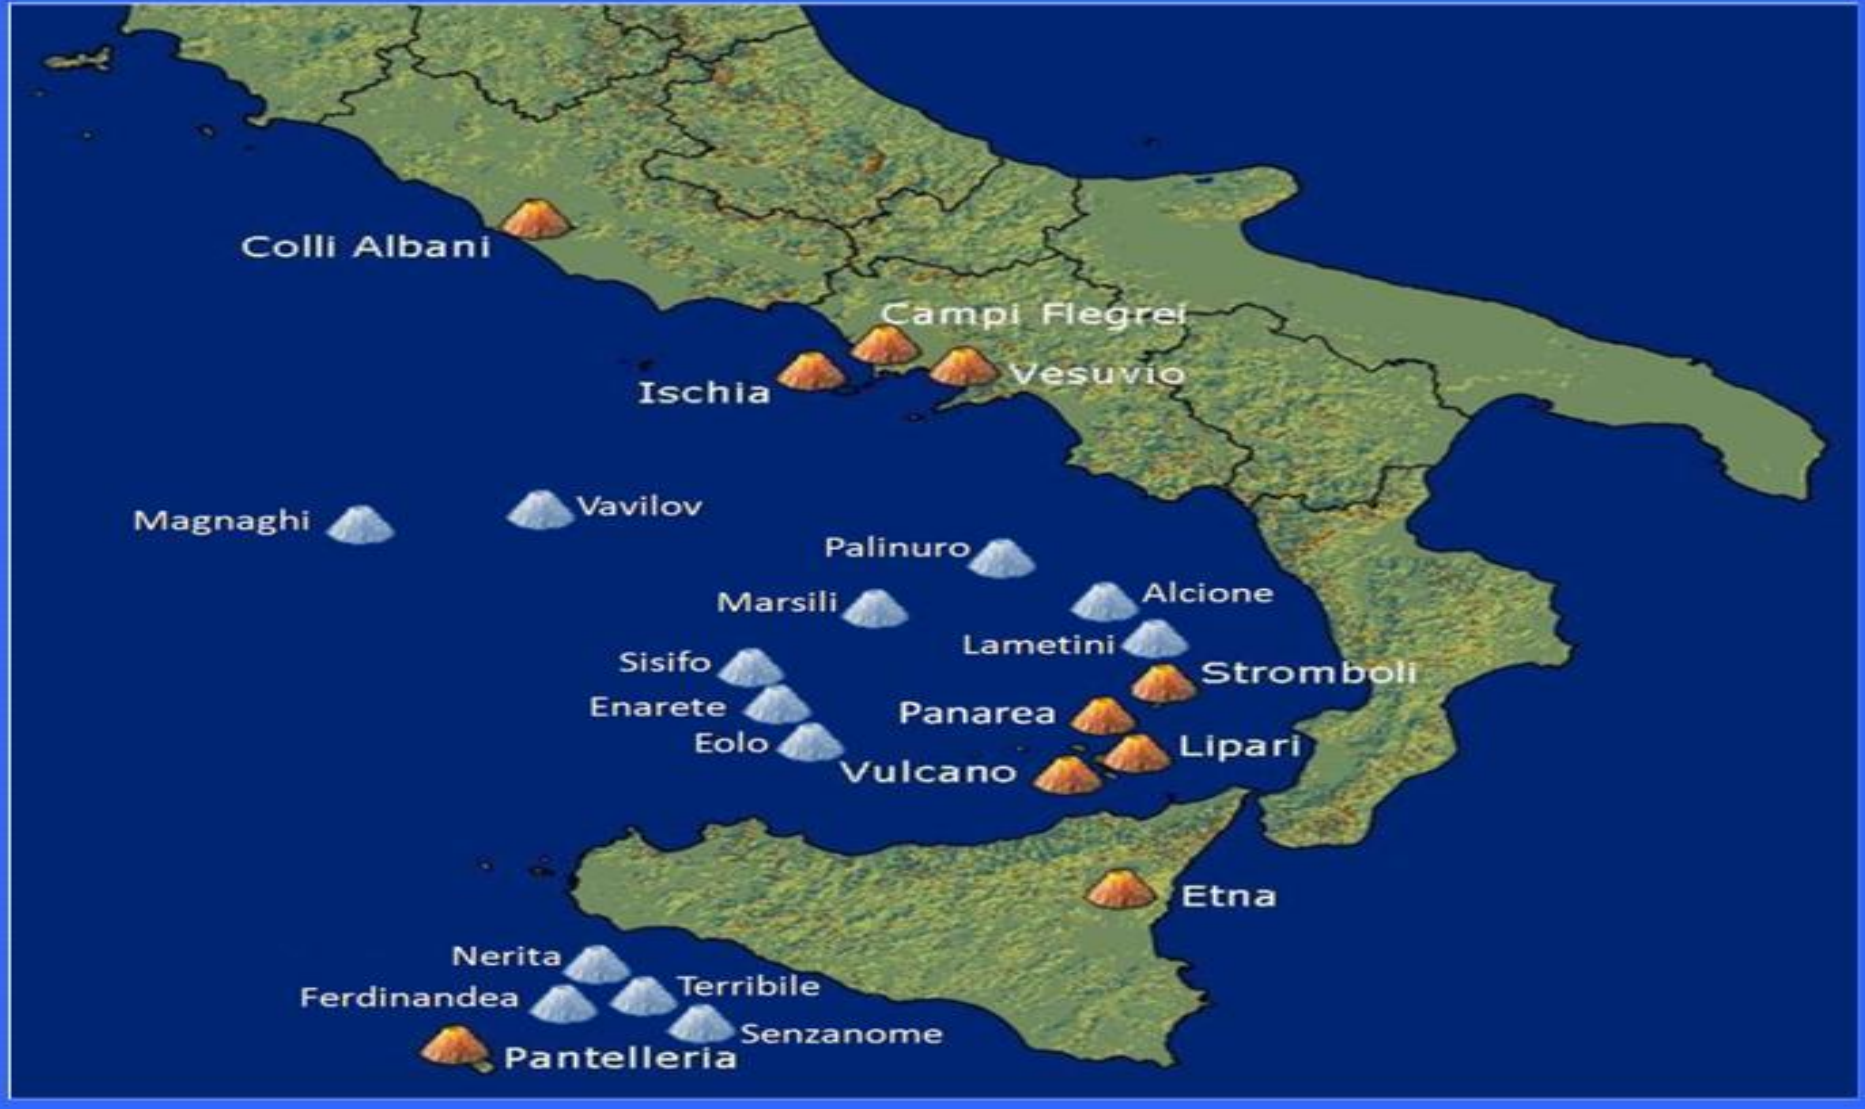 Colli Albani
Campi Flegrei
Vesuvio
Ischia
Magnaghi
Vavilov
Palinuro
Alcione
Marsili
Lametini
Sisifo
Stromboli
Enarete
Panarea
Eolo
Lipari
Vulcano
Etna
Nerita
Terribile
Ferdinandea
Senzanome
Pantelleria